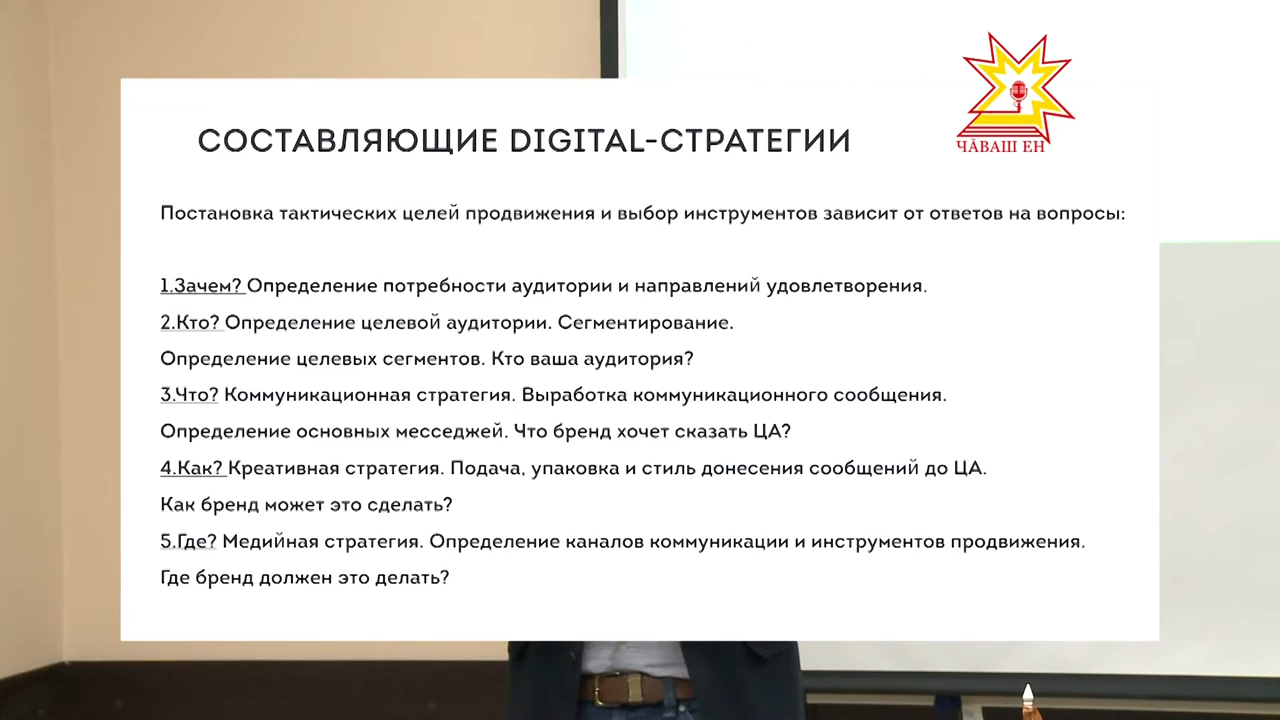 ЧӐВАШ ЕН
СОСТАВЛЯЮЩИЕ DIGITAL-СТРАТЕГИИ
Постановка тактических целей продвижения и выбор инструментов зависит от ответов на вопросы:
1.Зачем? Определение потребности аудитории и направлений удовлетворения.
2.Кто? Определение целевой аудитории. Сегментирование.
Определение целевых сегментов. Кто ваша аудитория?
3.Что? Коммуникационная стратегия. Выработка коммуникационного сообщения.
Определение основных месседжей. Что бренд хочет сказать ЦА?
4.Как? Креативная стратегия. Подача, упаковка и стиль донесения сообщений до ЦА.
Как бренд может это сделать?
5.Где? Медийная стратегия. Определение каналов коммуникации и инструментов продвижения.
Где бренд должен это делать?